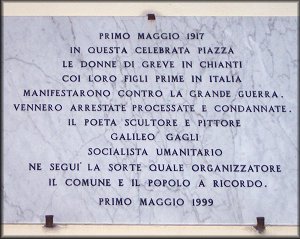 PRIMO MAGGIO 1917
IN QUESTA CELEBRATA PIAZZA
LE DONNE DI GREVE IN CHIANTI
COI LORO FIGLI PRIME IN ITALIA
MANIFESTARONO CONTRO LA GRANDE GUERRA.
VENNERO ARRESTATE PROCESSATE E CONDANNATE.
IL POETA SCULTORE E PITTORE
GALILEO GAGLI
SOCIALISTA UMANITARIO
NE SEGUI' LA SORTE QUALE ORGANIZZATORE
IL COMUNE E IL POPOLO A RICORDO.
PRIMO MAGGIO 1999